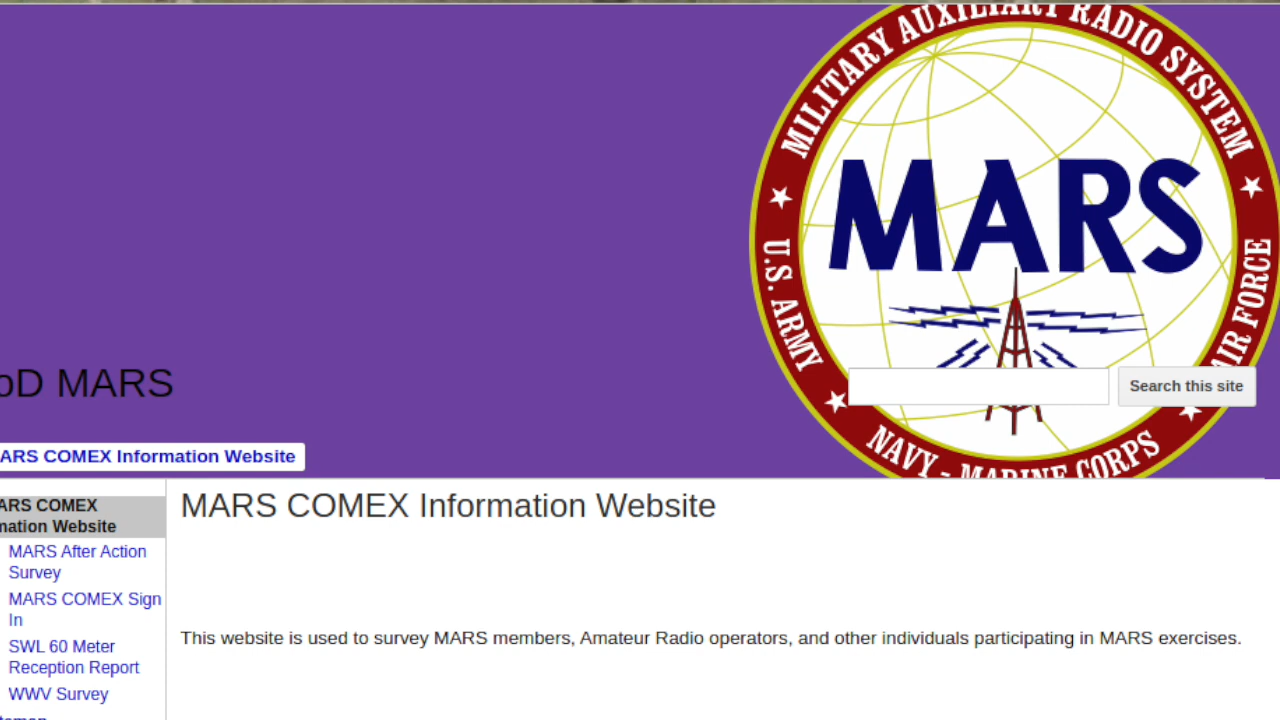 MILITARY AUXILIARY RADIO SYSTEM
MARS
U.S. ARMY
AIR FORCE
NAVY - MARINE CORPS
oD MARS
Search this site
ARS COMEX Information Website
ARS COMEX
mation Website
MARS After Action
Survey
MARS COMEX Sign
In
SWL 60 Meter
Reception Report
WWV Survey
MARS COMEX Information Website
This website is used to survey MARS members, Amateur Radio operators, and other individuals participating in MARS exercises.